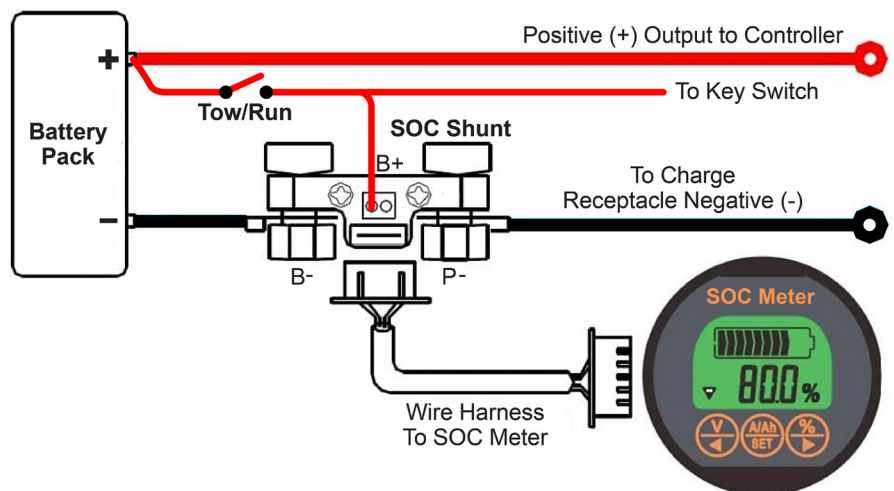 Positive (+) Output to Controller
+
To Key Switch
Tow/Run
Battery
Pack
SOC Shunt
B+
To Charge
Receptacle Negative (-)
−
B-
P-
SOC Meter
80.0%
V
A/Ah
SET
%
Wire Harness
To SOC Meter